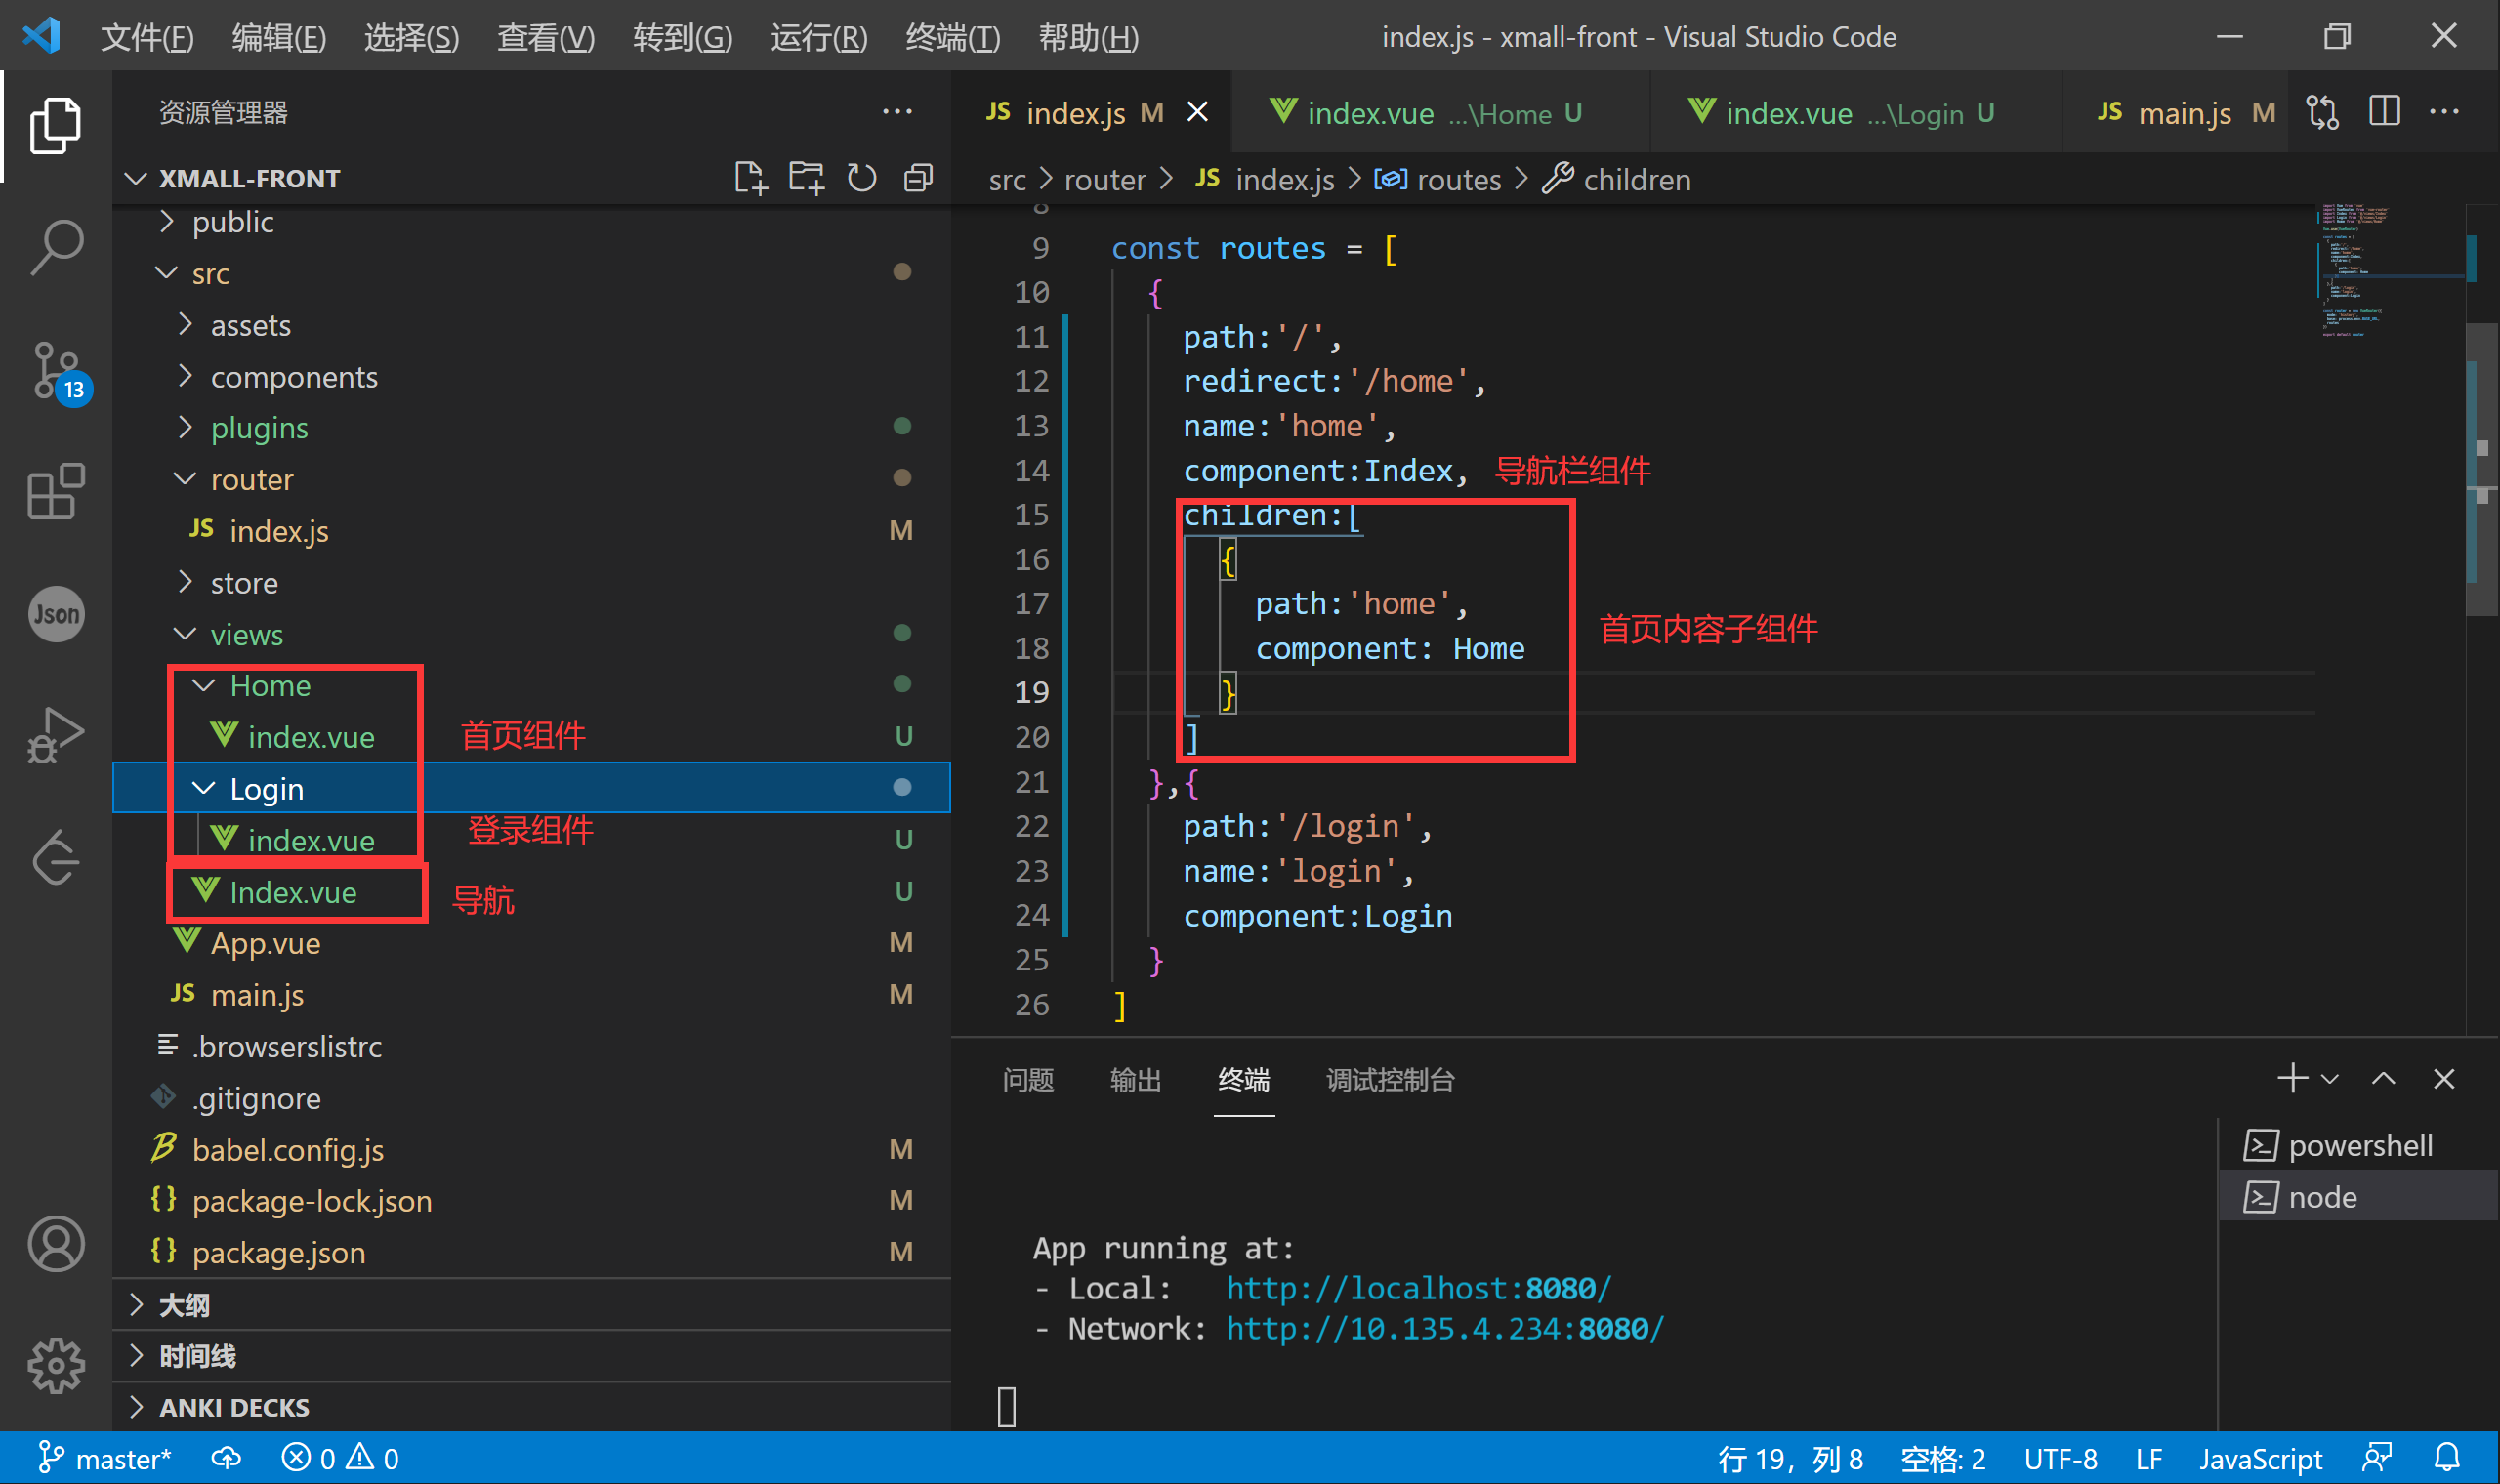 文件(F) 编辑(E) 选择(S) 查看(V) 转到(G) 运行(R) 终端(T) 帮助(H) index.js - xmall-front - Visual Studio Code
资源管理器
XMALL-FRONT
public
src
assets
components
plugins
router
JS index.js M
store
views
Home
index.vue U
首页组件
Login
index.vue U
登录组件
Index.vue U
导航
App.vue M
JS main.js M
.browserslistrc
.gitignore
babel.config.js M
{} package-lock.json M
{} package.json M
大纲
时间线
ANKI DECKS
13
Json
JS index.js M index.vue ...\Home U index.vue ...\Login U JS main.js M
src > router > JS index.js > routes > children
8
9 const routes = [
10 {
11 path:'/',
12 redirect:'/home',
13 name:'home',
14 component:Index, 导航栏组件
15 children:[
16 {
17 path:'home',
首页内容子组件
18 component: Home
19 }
20 ]
21 },{
22 path:'/login',
23 name:'login',
24 component:Login
25 }
26 ]
问题 输出 终端 调试控制台
powershell
node
App running at:
- Local: http://localhost:8080/
- Network: http://10.135.4.234:8080/
master* 0 0 行 19，列 8 空格: 2 UTF-8 LF JavaScript